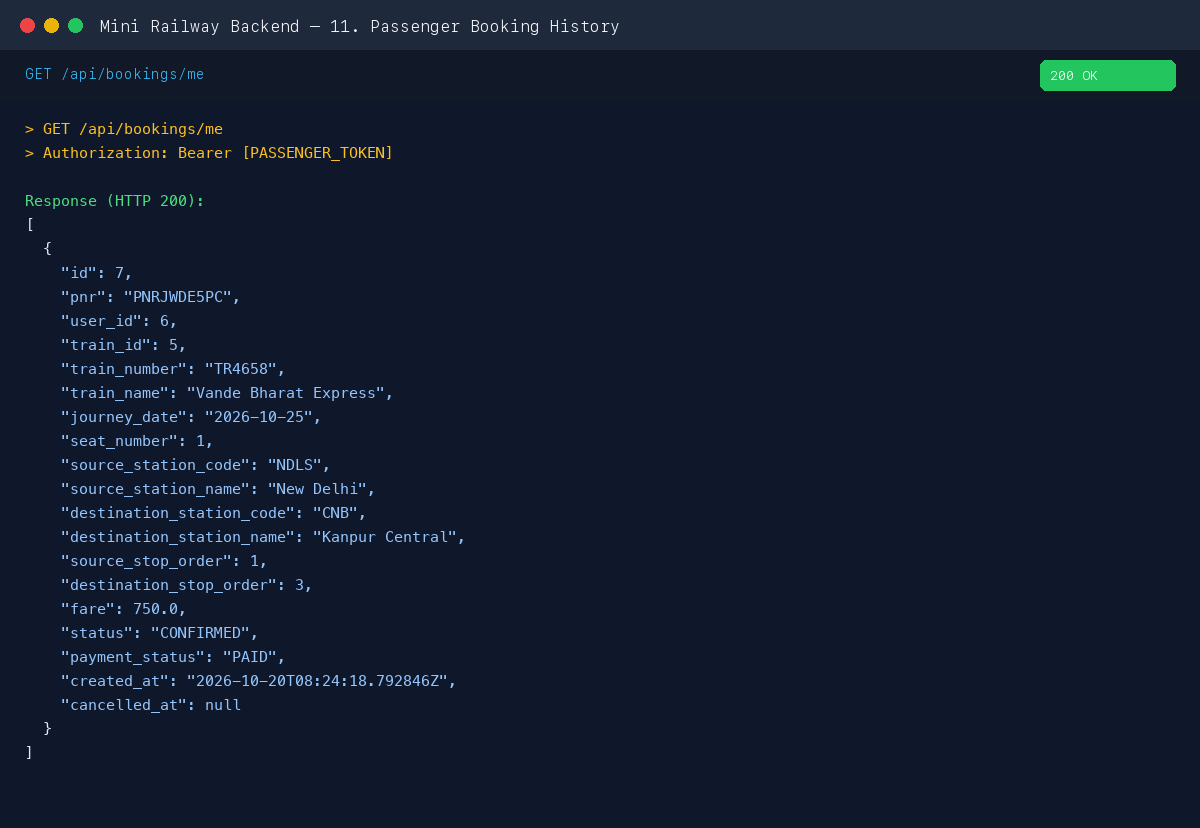 Mini Railway Backend — 11. Passenger Booking History
GET /api/bookings/me
200 OK
> GET /api/bookings/me
> Authorization: Bearer [PASSENGER_TOKEN]
Response (HTTP 200):
[
  {
    "id": 7,
    "pnr": "PNRJWDE5PC",
    "user_id": 6,
    "train_id": 5,
    "train_number": "TR4658",
    "train_name": "Vande Bharat Express",
    "journey_date": "2026-10-25",
    "seat_number": 1,
    "source_station_code": "NDLS",
    "source_station_name": "New Delhi",
    "destination_station_code": "CNB",
    "destination_station_name": "Kanpur Central",
    "source_stop_order": 1,
    "destination_stop_order": 3,
    "fare": 750.0,
    "status": "CONFIRMED",
    "payment_status": "PAID",
    "created_at": "2026-10-20T08:24:18.792846Z",
    "cancelled_at": null
  }
]